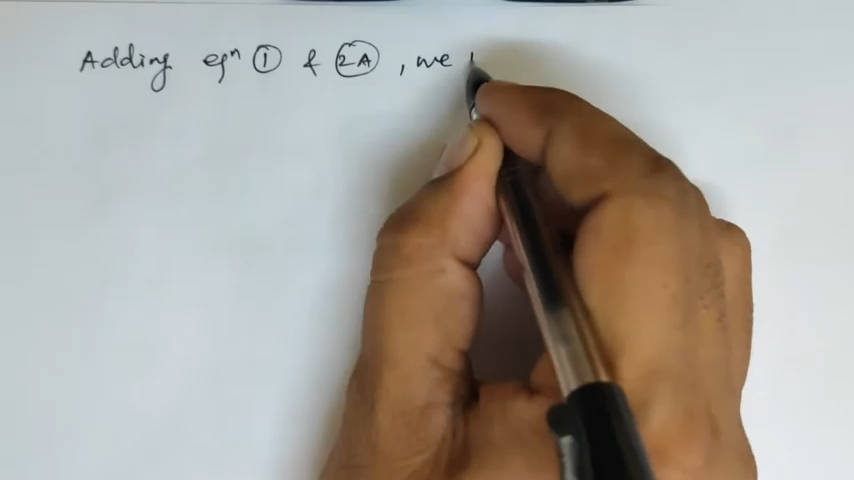 Adding eqⁿ ① & 2A , we